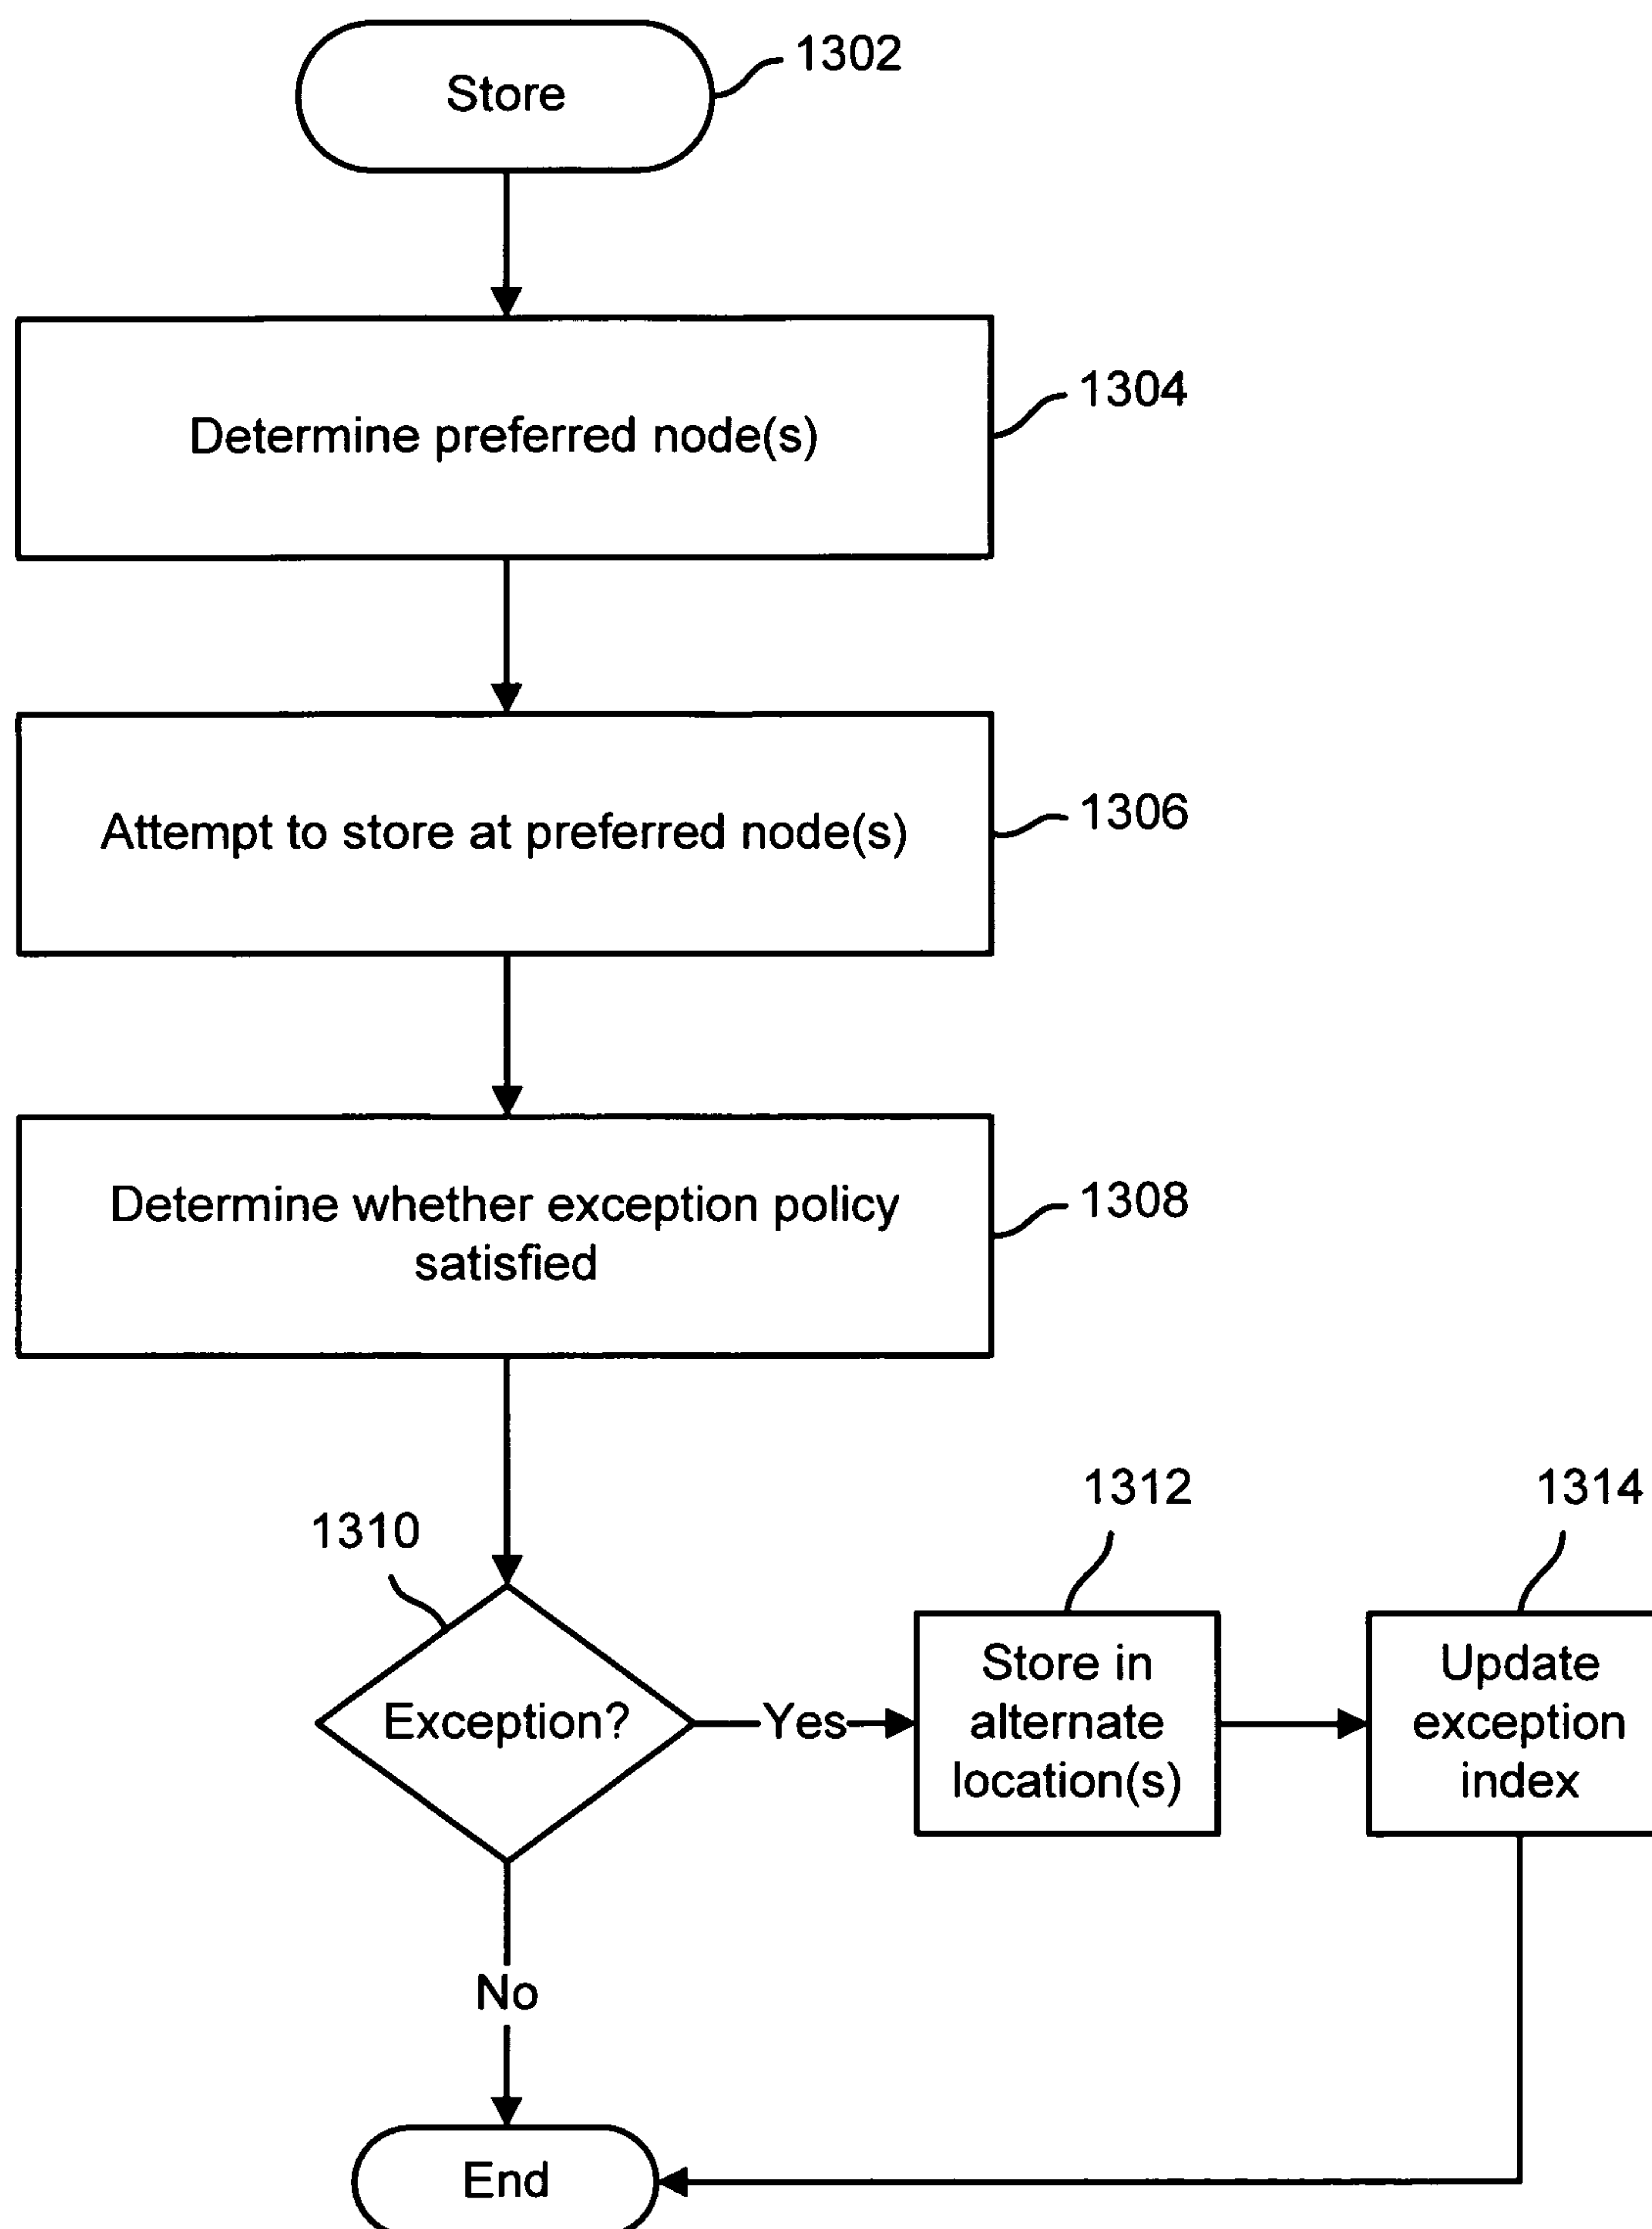 1302
Store
1304
Determine preferred node(s)
1306
Attempt to store at preferred node(s)
1308
Determine whether exception policy
satisfied
1310
1312
1314
Exception?
Yes
Store in
alternate
location(s)
Update
exception
index
No
End